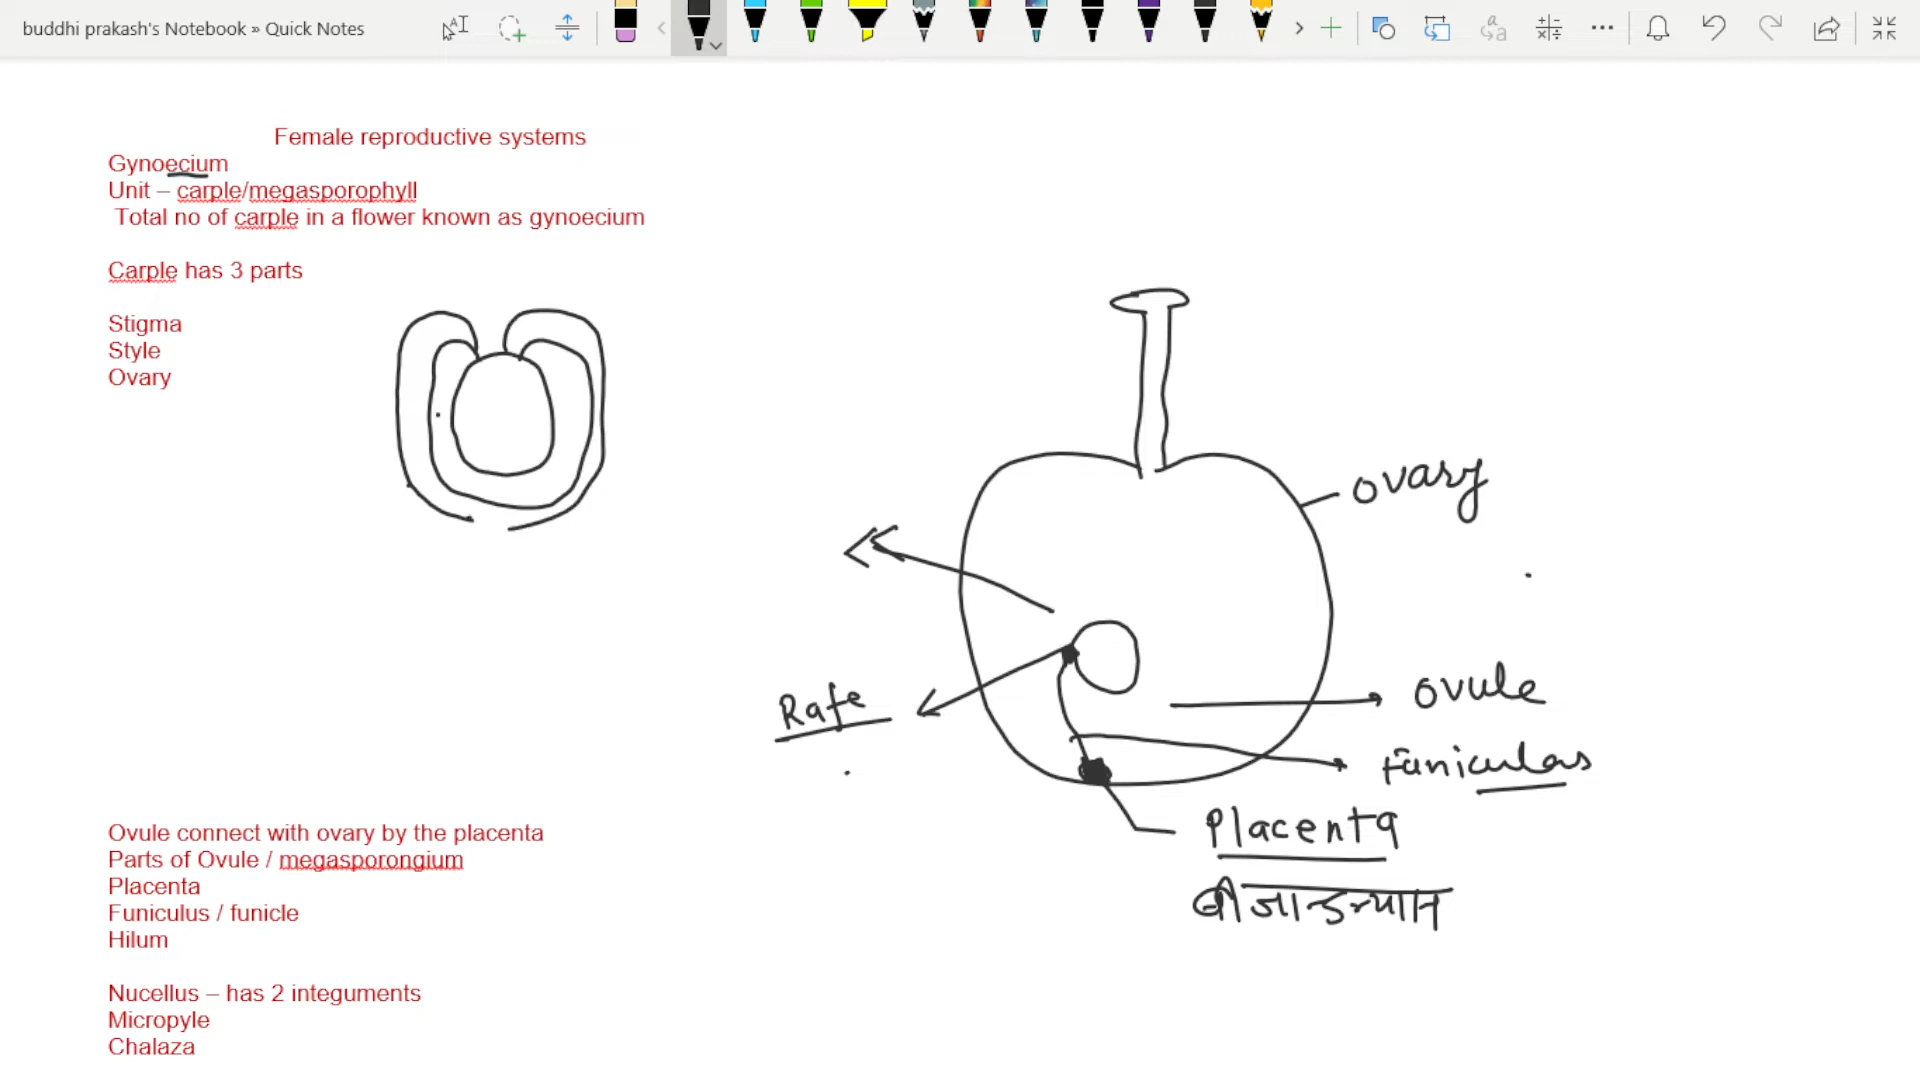 buddhi prakash's Notebook » Quick Notes
Female reproductive systems
Gynoecium
Unit – carple/megasporophyll
Total no of carple in a flower known as gynoecium
Carple has 3 parts
Stigma
Style
Ovary
ovary
Rafe
ovule
Funiculas
Placenta
बीजाण्डन्यास
Ovule connect with ovary by the placenta
Parts of Ovule / megasporongium
Placenta
Funiculus / funicle
Hilum
Nucellus – has 2 integuments
Micropyle
Chalaza